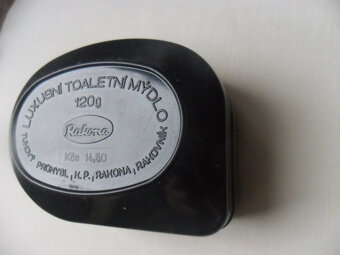 LUXUSNÍ TOALETNÍ MÝDLO
120g
Rakona
Kčs 14,50
TUKOVÝ PRŮMYSL, K.P., RAKONA, RAKOVNÍK